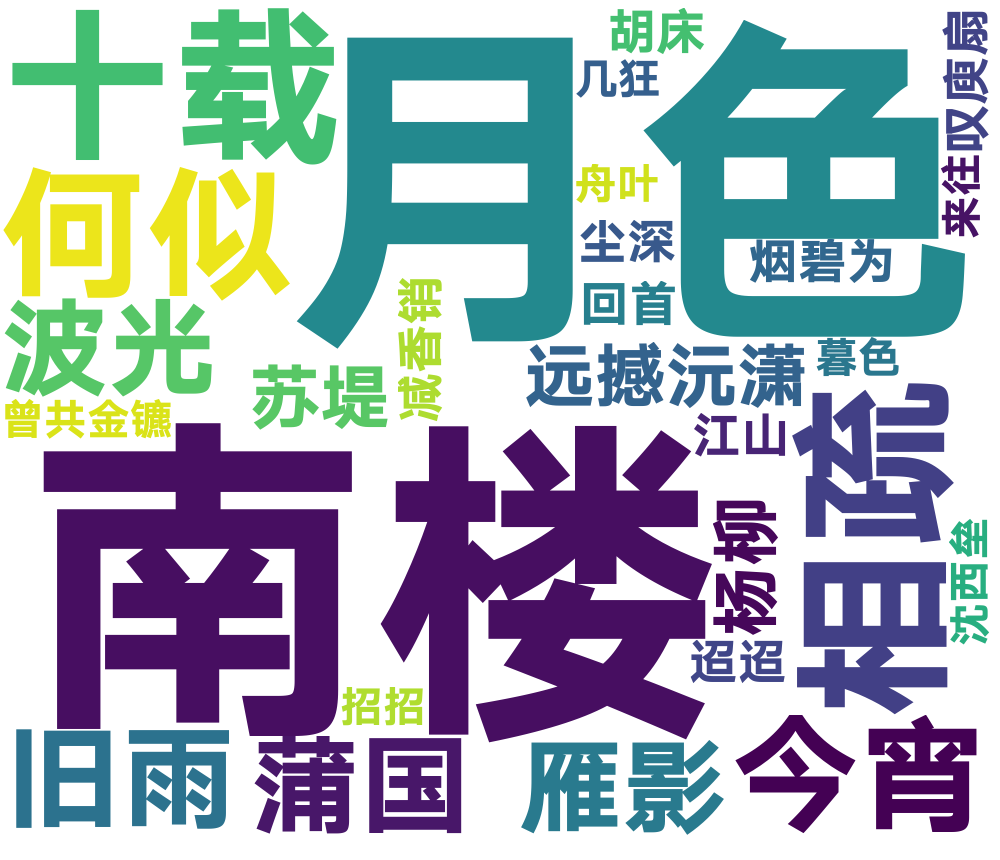 十载
月色
胡床
几狂
来往叹庾扇
何似
舟叶
尘深
烟碧为
波光
减香销
回首
苏堤
远撼沅潇
暮色
曾共金镳
江山
相疏
南楼
杨柳
沈西垒
迢迢
招招
旧雨
蒲国
雁影
今宵